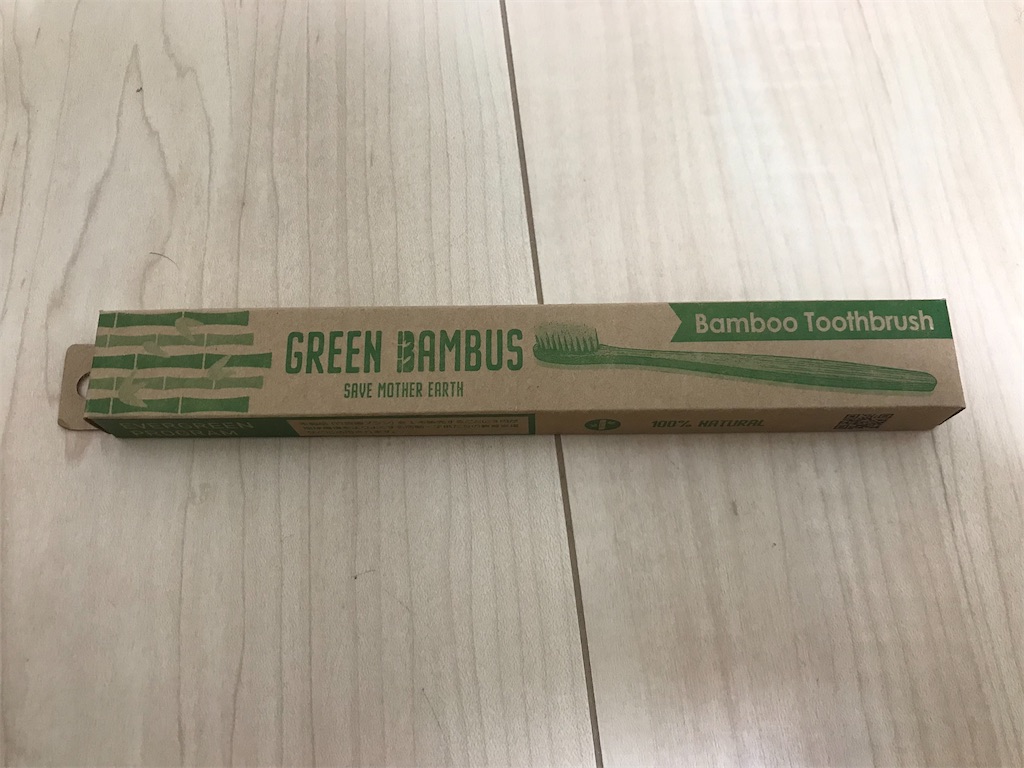 GREEN BAMBUS
SAVE MOTHER EARTH
Bamboo Toothbrush
EVERGREEN
PROGRAM
100% NATURAL